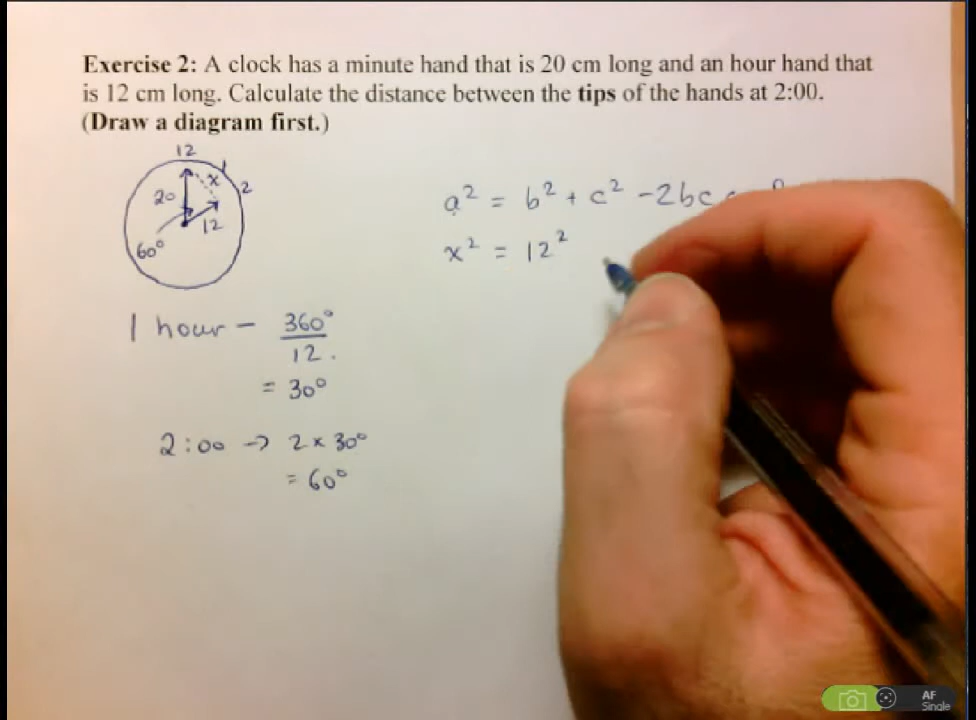 Exercise 2: A clock has a minute hand that is 20 cm long and an hour hand that
is 12 cm long. Calculate the distance between the tips of the hands at 2:00.
(Draw a diagram first.)
12
1
2
x
20
12
60°
a² = b² + c² - 2bc
x² = 12²
1 hour - 360°
12.
= 30°
2:00 -> 2 × 30°
= 60°
AF
Single